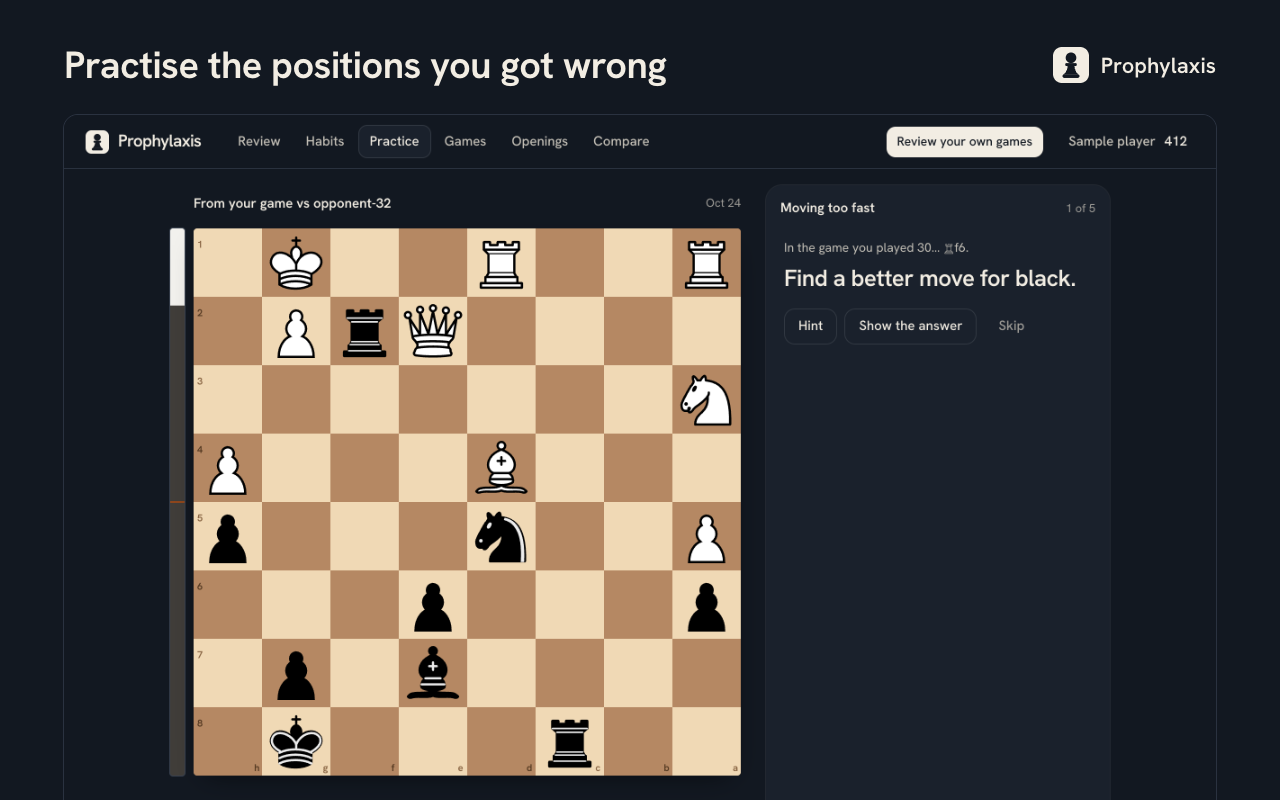 Practise the positions you got wrong
Prophylaxis
Prophylaxis
Review
Habits
Practice
Games
Openings
Compare
Review your own games
Sample player 412
From your game vs opponent-32
Oct 24
Moving too fast
1 of 5
In the game you played 30... ♖f6.
Find a better move for black.
Hint
Show the answer
Skip
1
2
3
4
5
6
7
8
h
g
f
e
d
c
b
a